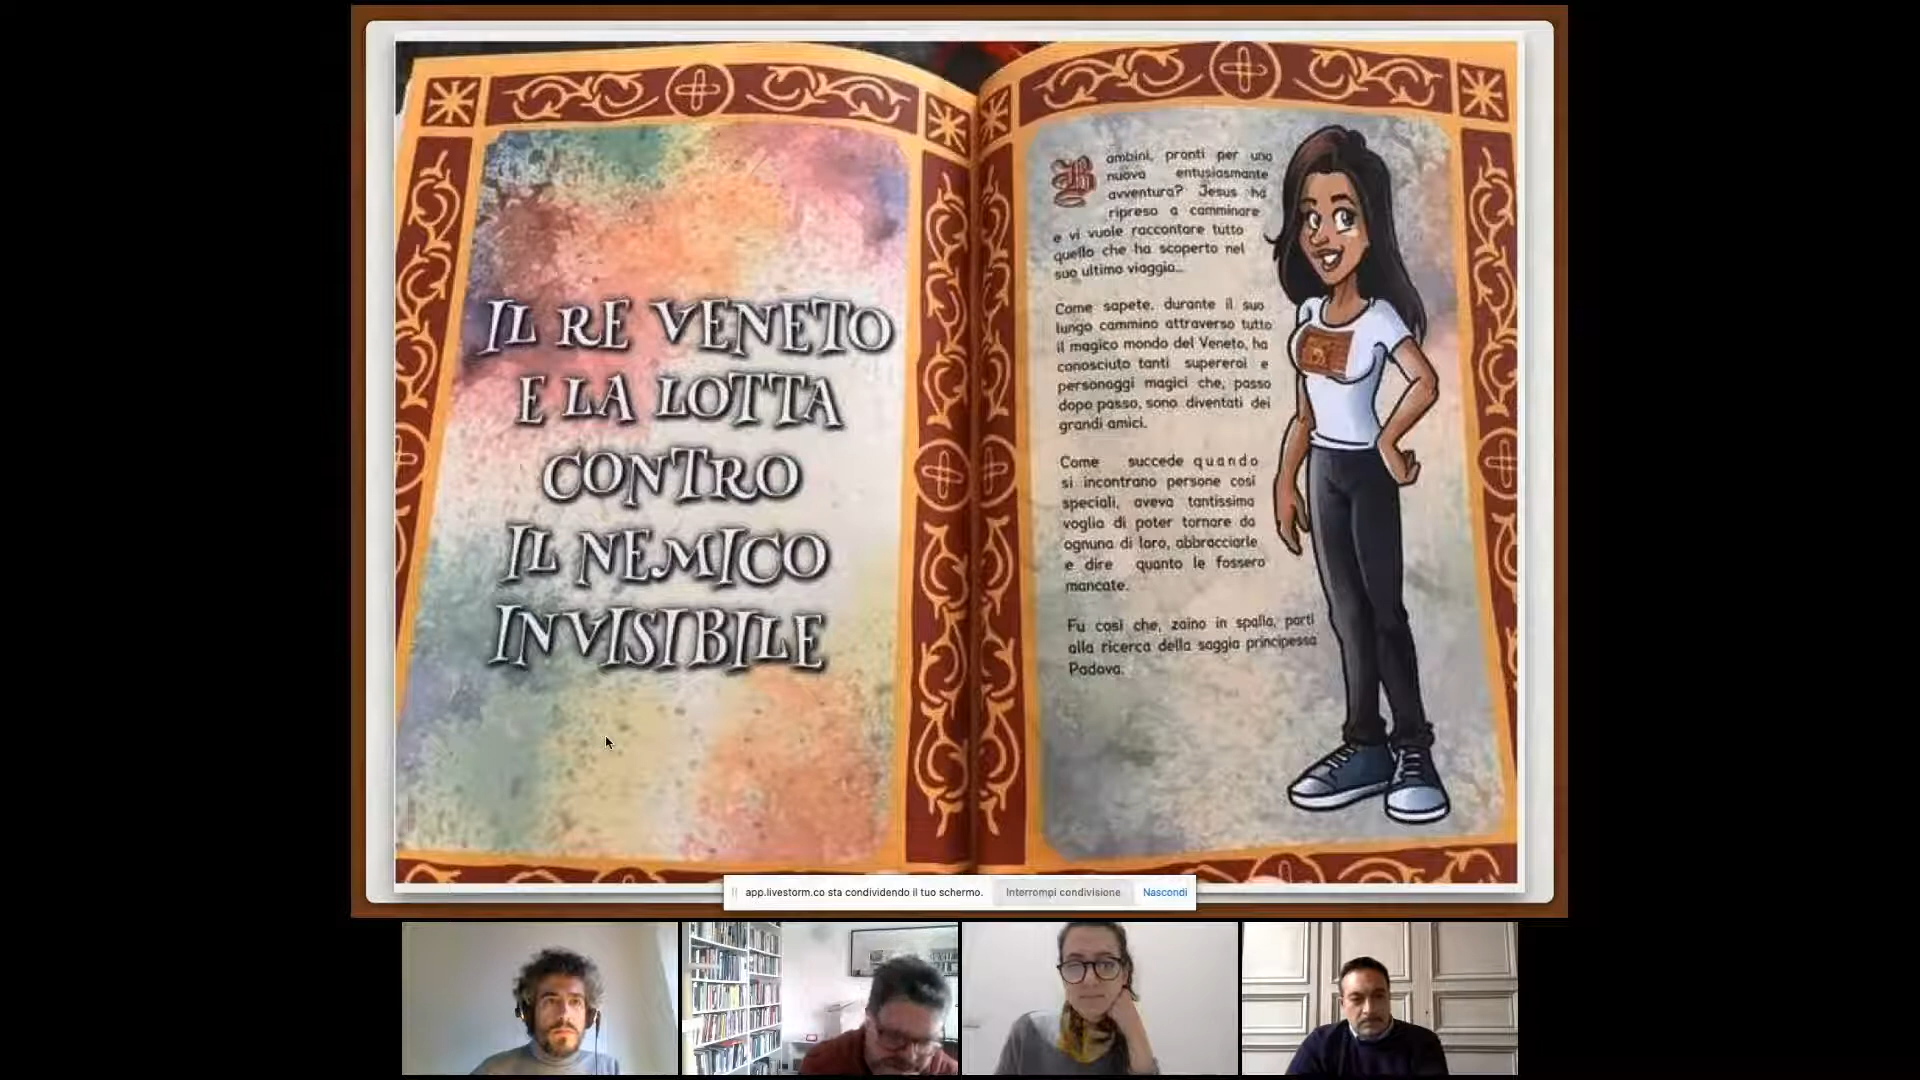 IL RE VENETO
E LA LOTTA
CONTRO
IL NEMICO
INVISIBILE
Bambini, pronti per una
nuova entusiasmante
avventura? Jesus ha
ripreso a camminare
e vi vuole raccontare tutto
quello che ha scoperto nel
suo ultimo viaggio...
Come sapete, durante il suo
lungo cammino attraverso tutto
il magico mondo del Veneto, ha
conosciuto tanti supereroi e
personaggi magici che, passo
dopo passo, sono diventati dei
grandi amici.
Come succede quando
si incontrano persone così
speciali, aveva tantissima
voglia di poter tornare da
ognuna di loro, abbracciarle
e dire quanto le fossero
mancate.
Fu così che, zaino in spalla, partì
alla ricerca della saggia principessa
Padova.
app.livestorm.co sta condividendo il tuo schermo.
Interrompi condivisione
Nascondi